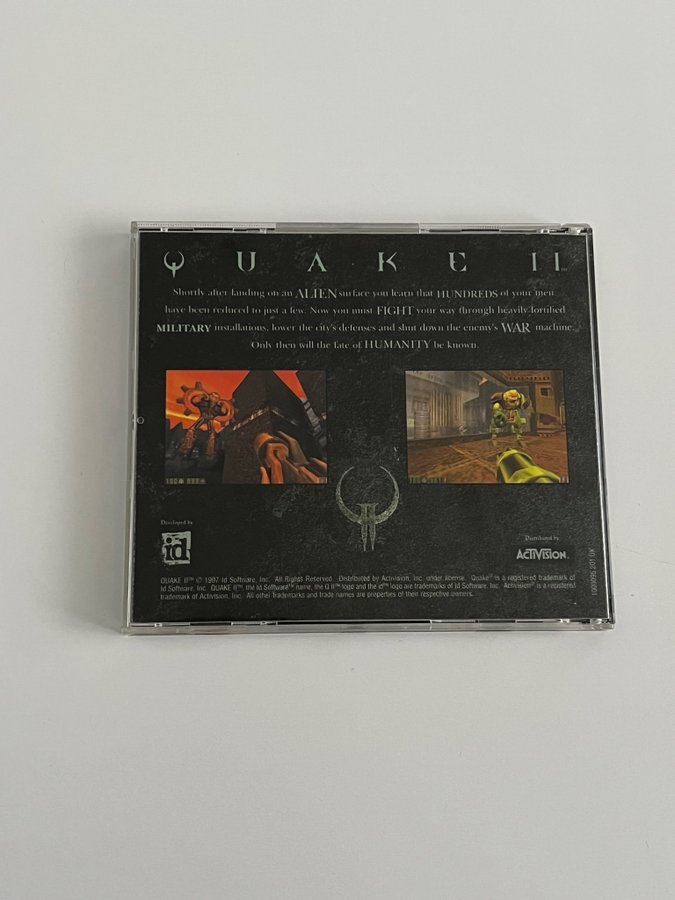 QUAKE II™
Shortly after landing on an ALIEN surface you learn that HUNDREDS of your men
have been reduced to just a few. Now you must FIGHT your way through heavily fortified
MILITARY installations, lower the city's defenses and shut down the enemy's WAR machine.
Only then will the fate of HUMANITY be known.
Developed by
id
Distributed by
ACTIVISION.
QUAKE II™ © 1997 Id Software, Inc. All Rights Reserved. Distributed by Activision, Inc. under license. Quake® is a registered trademark of
Id Software, Inc. QUAKE II™, the Id Software™ name, the Q II™ logo and the id™ logo are trademarks of Id Software, Inc. Activision® is a registered
trademark of Activision, Inc. All other Trademarks and trade names are properties of their respective owners.
1000095.201.UK